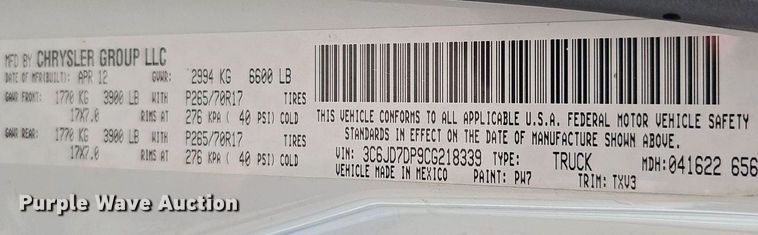 MFD BY CHRYSLER GROUP LLC
DATE OF MFR(BUILT): APR 12 GVWR: 2994 KG 6600 LB
GAWR FRONT: 1770 KG 3900 LB WITH P265/70R17 TIRES
17X7.0 RIMS AT 276 KPA ( 40 PSI) COLD
GAWR REAR: 1770 KG 3900 LB WITH P265/70R17 TIRES
17X7.0 RIMS AT 276 KPA ( 40 PSI) COLD
THIS VEHICLE CONFORMS TO ALL APPLICABLE U.S.A. FEDERAL MOTOR VEHICLE SAFETY
STANDARDS IN EFFECT ON THE DATE OF MANUFACTURE SHOWN ABOVE.
VIN: 3C6JD7DP9CG218339 TYPE: TRUCK MDH:041622 656
VEHICLE MADE IN MEXICO PAINT: PW7 TRIM: TXV3
Purple Wave Auction